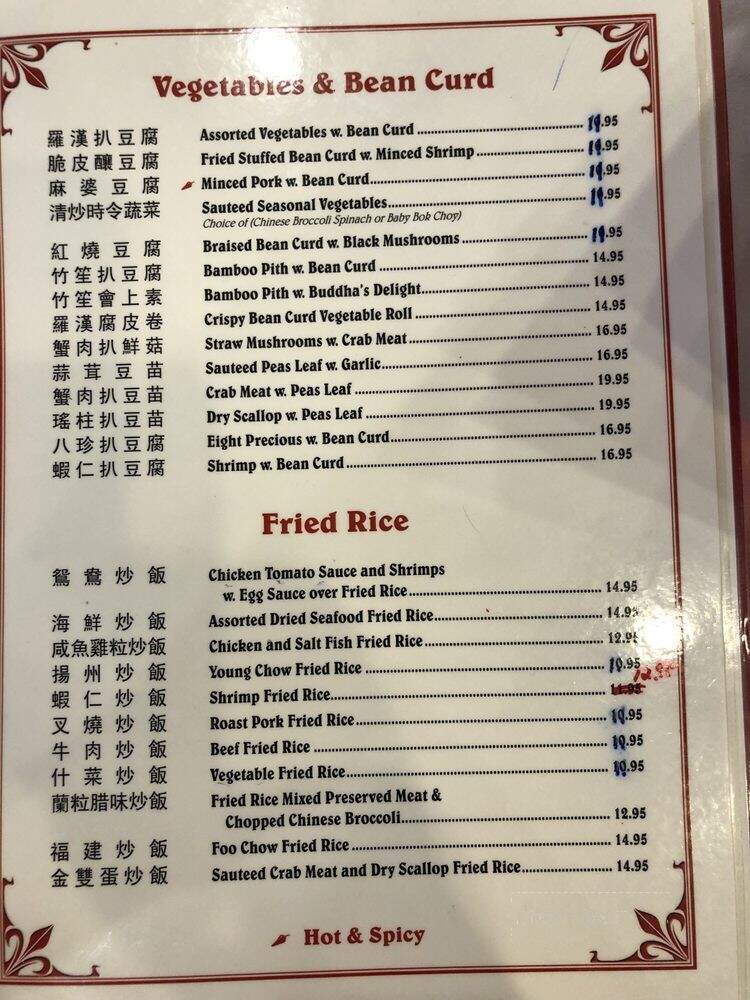 Vegetables & Bean Curd
羅漢扒豆腐 Assorted Vegetables w. Bean Curd
脆皮釀豆腐 Fried Stuffed Bean Curd w. Minced Shrimp
麻婆豆腐 Minced Pork w. Bean Curd
清炒時令蔬菜 Sauteed Seasonal Vegetables
Choice of (Chinese Broccoli Spinach or Baby Bok Choy)
紅燒豆腐 Braised Bean Curd w. Black Mushrooms
竹笙扒豆腐 Bamboo Pith w. Bean Curd 14.95
竹笙會上素 Bamboo Pith w. Buddha's Delight 14.95
羅漢腐皮卷 Crispy Bean Curd Vegetable Roll 14.95
蟹肉扒鮮菇 Straw Mushrooms w. Crab Meat 16.95
蒜茸豆苗 Sauteed Peas Leaf w. Garlic 16.95
蟹肉扒豆苗 Crab Meat w. Peas Leaf 19.95
瑤柱扒豆苗 Dry Scallop w. Peas Leaf 19.95
八珍扒豆腐 Eight Precious w. Bean Curd 16.95
蝦仁扒豆腐 Shrimp w. Bean Curd 16.95
Fried Rice
鴛鴦炒飯 Chicken Tomato Sauce and Shrimps
w. Egg Sauce over Fried Rice 14.95
海鮮炒飯 Assorted Dried Seafood Fried Rice 14.95
咸魚雞粒炒飯 Chicken and Salt Fish Fried Rice 12.95
揚州炒飯 Young Chow Fried Rice 10.95
蝦仁炒飯 Shrimp Fried Rice 11.95 12.95
叉燒炒飯 Roast Pork Fried Rice 10.95
牛肉炒飯 Beef Fried Rice 10.95
什菜炒飯 Vegetable Fried Rice 10.95
蘭粒腊味炒飯 Fried Rice Mixed Preserved Meat &
Chopped Chinese Broccoli 12.95
福建炒飯 Foo Chow Fried Rice 14.95
金雙蛋炒飯 Sauteed Crab Meat and Dry Scallop Fried Rice 14.95
Hot & Spicy